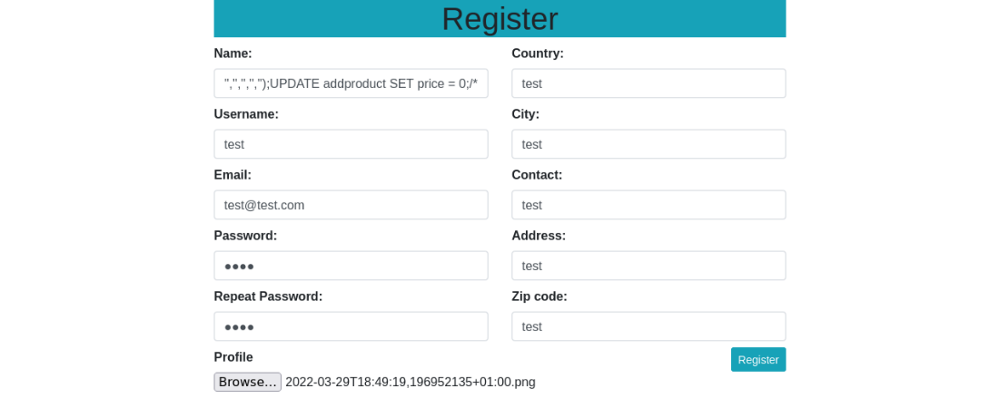 Register
Name:
'','','','','');UPDATE addproduct SET price = 0;/*
Username:
test
Email:
test@test.com
Password:
●●●●
Repeat Password:
●●●●
Profile
Browse... 2022-03-29T18:49:19,196952135+01:00.png
Country:
test
City:
test
Contact:
test
Address:
test
Zip code:
test
Register